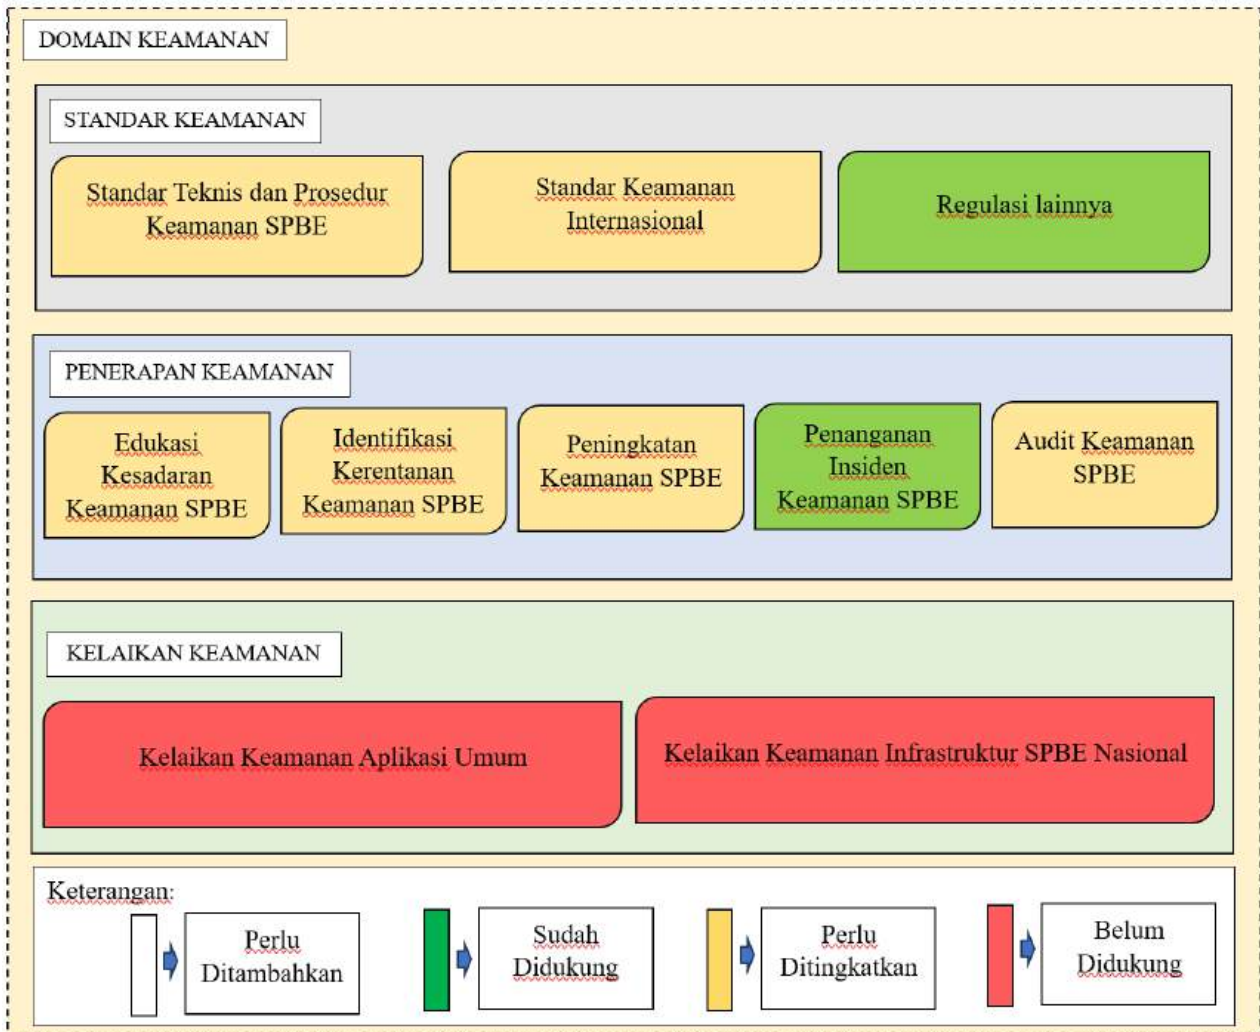 DOMAIN KEAMANAN
STANDAR KEAMANAN
Standar Teknis dan Prosedur
Keamanan SPBE
Standar Keamanan
Internasional
Regulasi lainnya
PENERAPAN KEAMANAN
Edukasi
Kesadaran
Keamanan SPBE
Identifikasi
Kerentanan
Keamanan SPBE
Peningkatan
Keamanan SPBE
Penanganan
Insiden
Keamanan SPBE
Audit Keamanan
SPBE
KELAIKAN KEAMANAN
Kelaikan Keamanan Aplikasi Umum
Kelaikan Keamanan Infrastruktur SPBE Nasional
Keterangan:
Perlu
Ditambahkan
Sudah
Didukung
Perlu
Ditingkatkan
Belum
Didukung